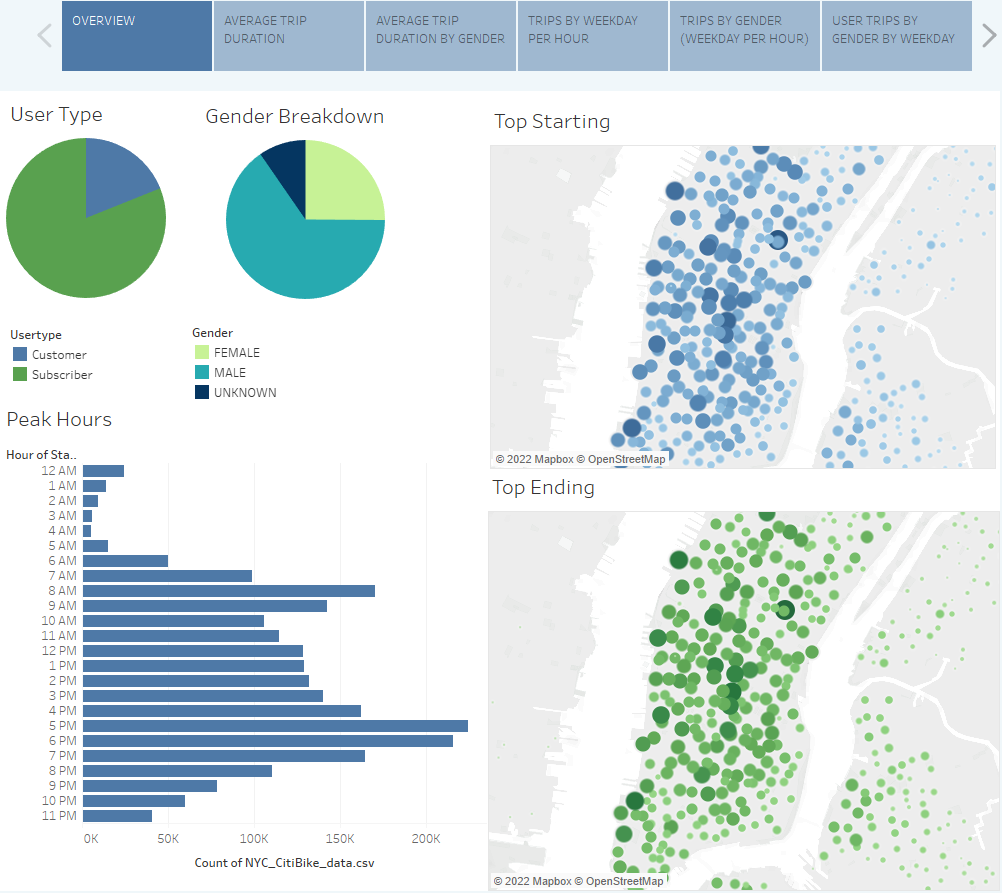 OVERVIEW
AVERAGE TRIP
DURATION
AVERAGE TRIP
DURATION BY GENDER
TRIPS BY WEEKDAY
PER HOUR
TRIPS BY GENDER
(WEEKDAY PER HOUR)
USER TRIPS BY
GENDER BY WEEKDAY
User Type
Gender Breakdown
Usertype
Customer
Subscriber
Gender
FEMALE
MALE
UNKNOWN
Peak Hours
Hour of Sta..
12 AM
1 AM
2 AM
3 AM
4 AM
5 AM
6 AM
7 AM
8 AM
9 AM
10 AM
11 AM
12 PM
1 PM
2 PM
3 PM
4 PM
5 PM
6 PM
7 PM
8 PM
9 PM
10 PM
11 PM
0K 50K 100K 150K 200K
Count of NYC_CitiBike_data.csv
Top Starting
© 2022 Mapbox © OpenStreetMap
Top Ending
© 2022 Mapbox © OpenStreetMap